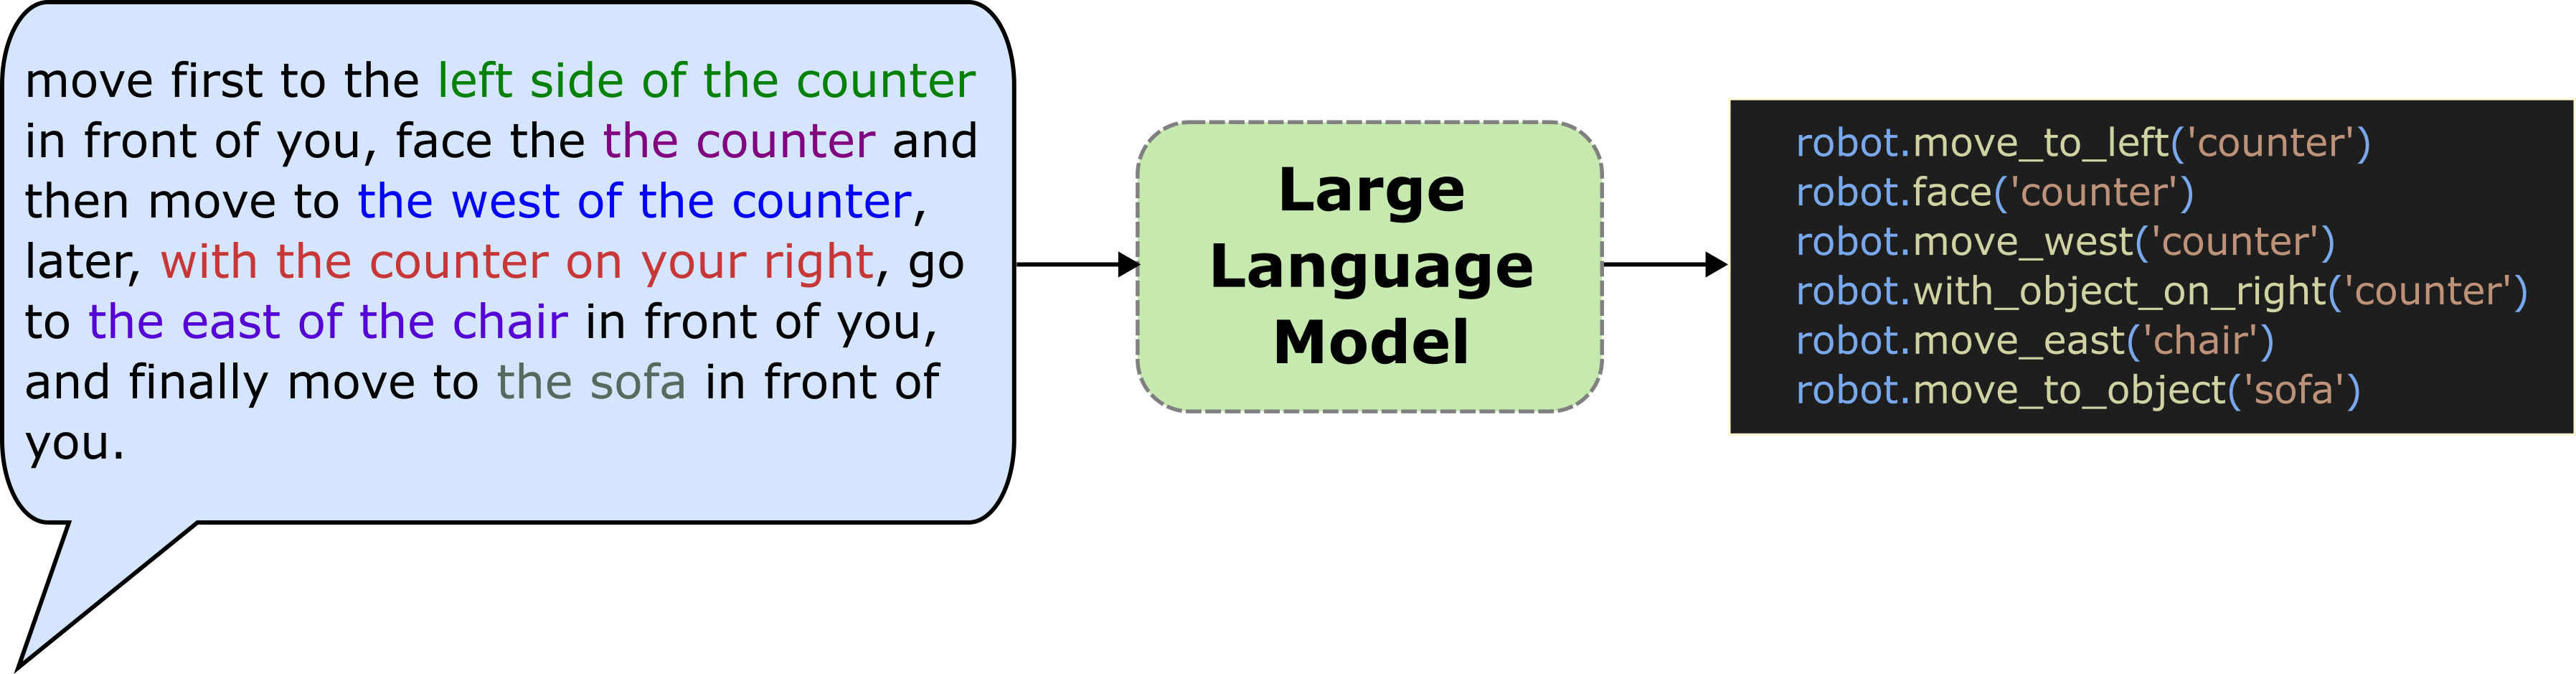 move first to the left side of the counter
in front of you, face the the counter and
then move to the west of the counter,
later, with the counter on your right, go
to the east of the chair in front of you,
and finally move to the sofa in front of
you.
Large
Language
Model
robot.move_to_left('counter')
robot.face('counter')
robot.move_west('counter')
robot.with_object_on_right('counter')
robot.move_east('chair')
robot.move_to_object('sofa')